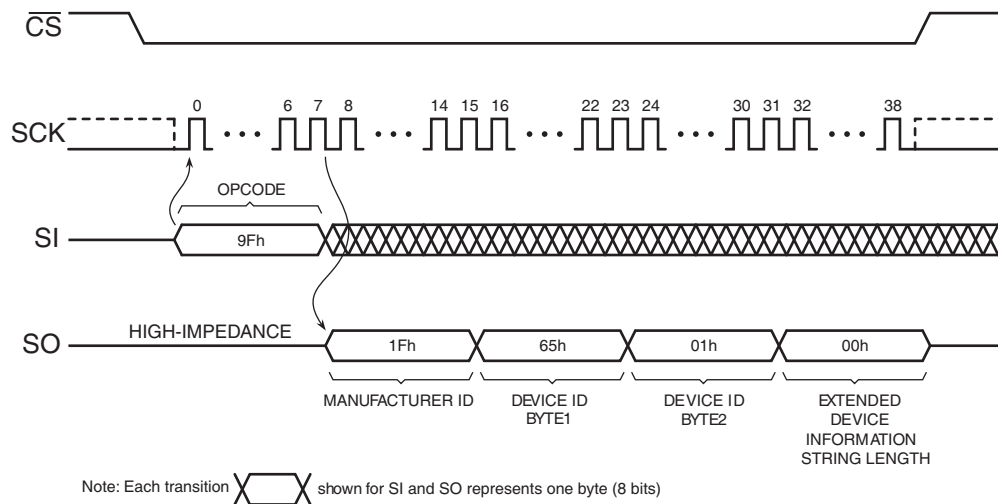 CS
0 6 7 8 14 15 16 22 23 24 30 31 32 38
SCK
OPCODE
SI
9Fh
HIGH-IMPEDANCE
SO
1Fh 65h 01h 00h
MANUFACTURER ID
DEVICE ID
BYTE1
DEVICE ID
BYTE2
EXTENDED
DEVICE
INFORMATION
STRING LENGTH
Note: Each transition shown for SI and SO represents one byte (8 bits)